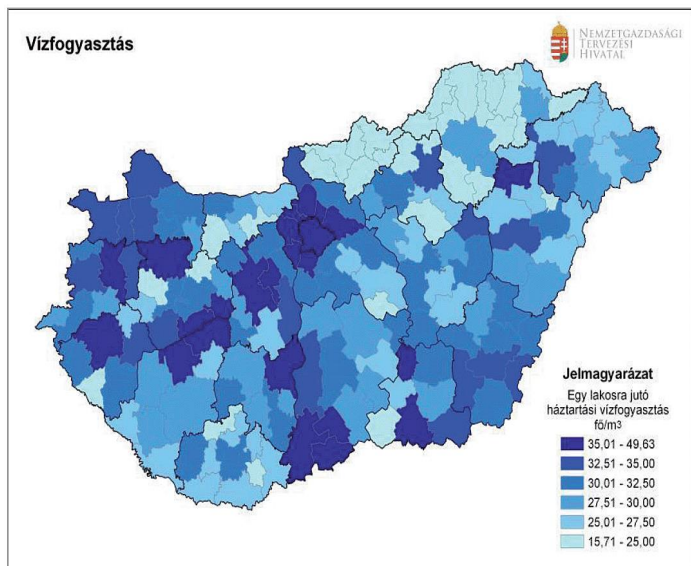 Vízfogyasztás
NEMZETGAZDASÁGI
TERVEZÉSI
HIVATAL
Jelmagyarázat
Egy lakosra jutó
háztartási vízfogyasztás
fő/m³
35,01 - 49,63
32,51 - 35,00
30,01 - 32,50
27,51 - 30,00
25,01 - 27,50
15,71 - 25,00